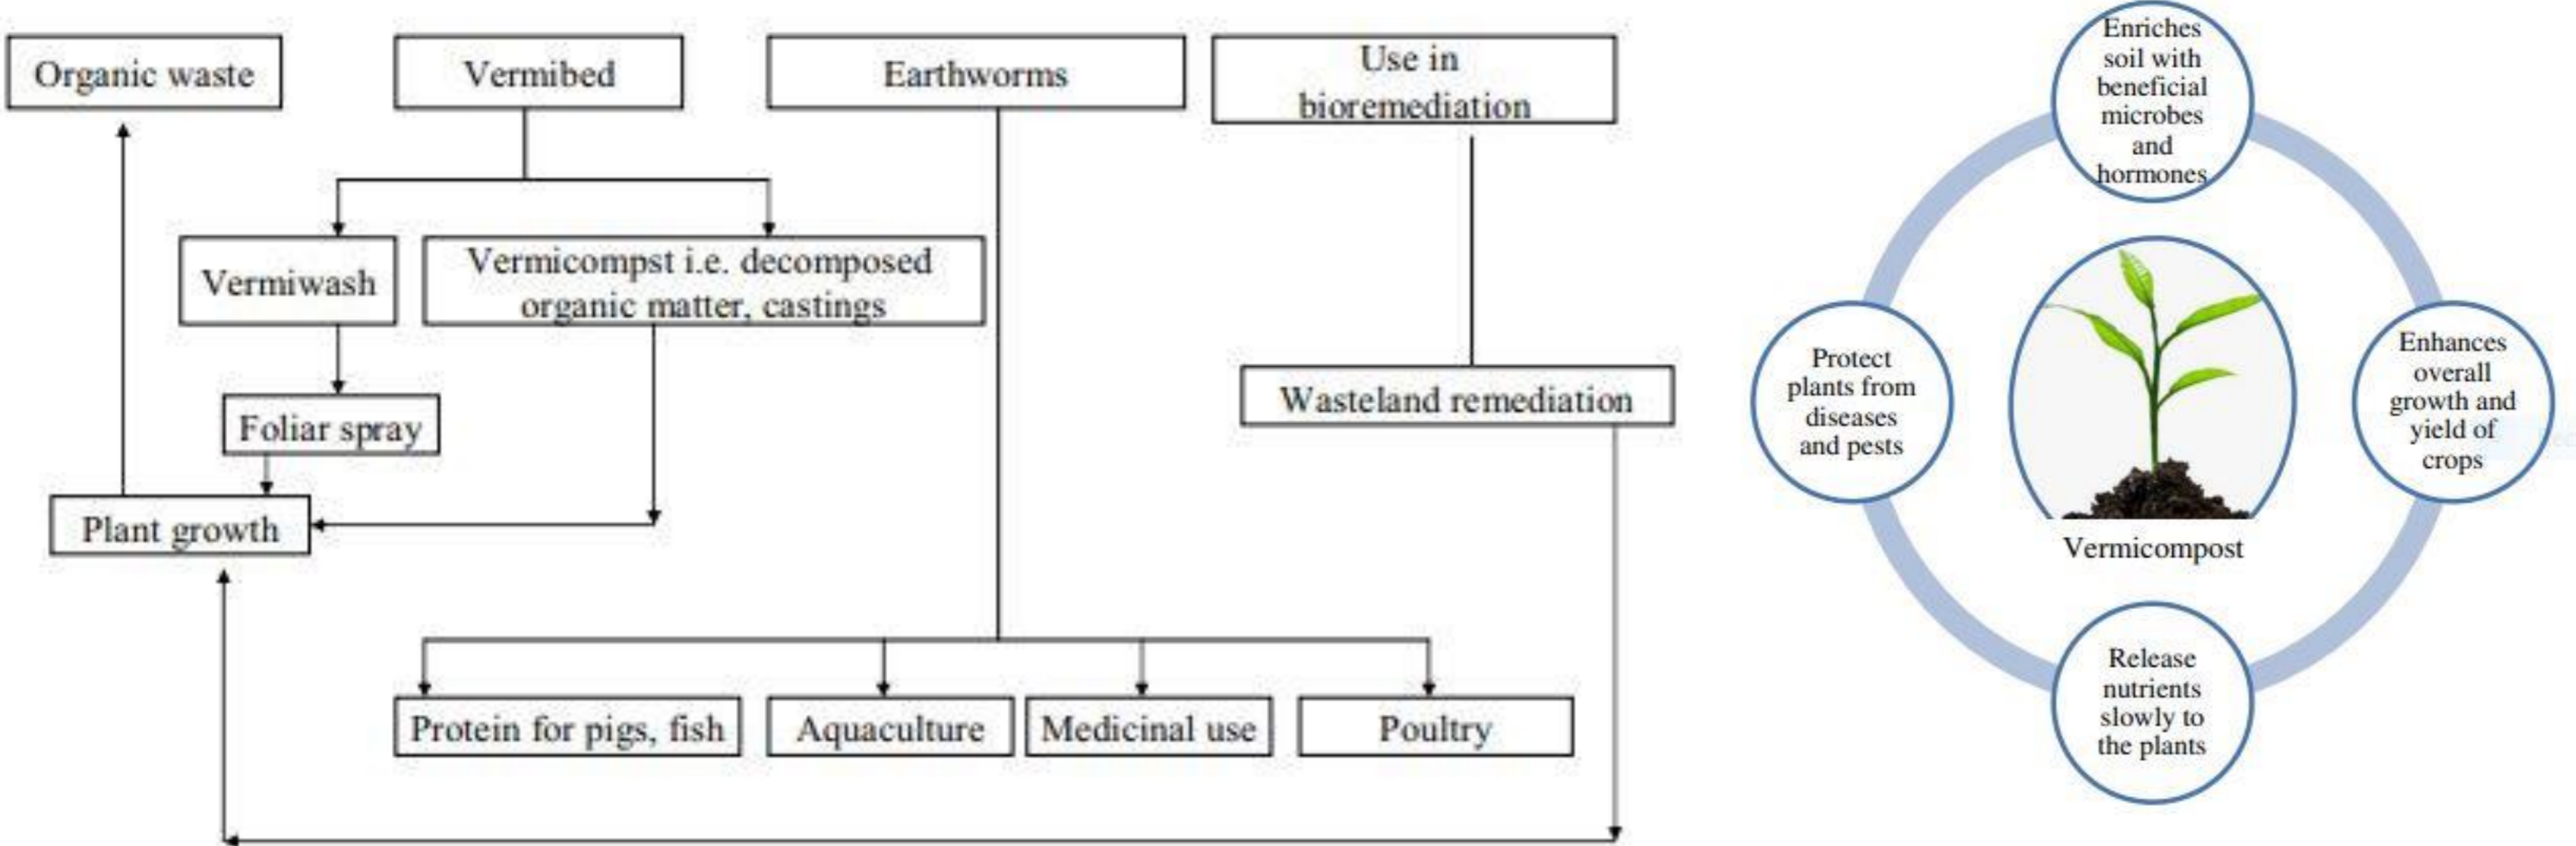 Organic waste
Vermibed
Earthworms
Use in
bioremediation
Vermiwash
Vermicompst i.e. decomposed
organic matter, castings
Foliar spray
Wasteland remediation
Plant growth
Protein for pigs, fish
Aquaculture
Medicinal use
Poultry
Enriches
soil with
beneficial
microbes
and
hormones
Protect
plants from
diseases
and pests
Enhances
overall
growth and
yield of
crops
Vermicompost
Release
nutrients
slowly to
the plants